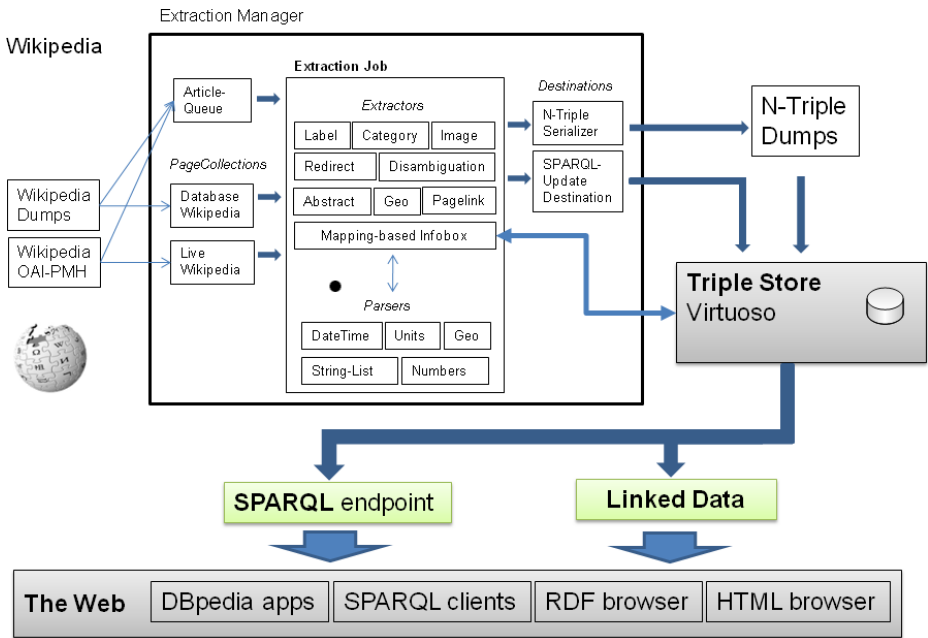 Extraction Manager
Wikipedia
Extraction Job
Article-
Queue
Extractors
Destinations
N-Triple
Serializer
N-Triple
Dumps
Label
Category
Image
Redirect
Disambiguation
PageCollections
SPARQL-
Update
Destination
Wikipedia
Dumps
Database
Wikipedia
Abstract
Geo
Pagelink
Mapping-based Infobox
Wikipedia
OAI-PMH
Live
Wikipedia
Triple Store
Virtuoso
Parsers
DateTime
Units
Geo
String-List
Numbers
SPARQL endpoint
Linked Data
The Web
DBpedia apps
SPARQL clients
RDF browser
HTML browser